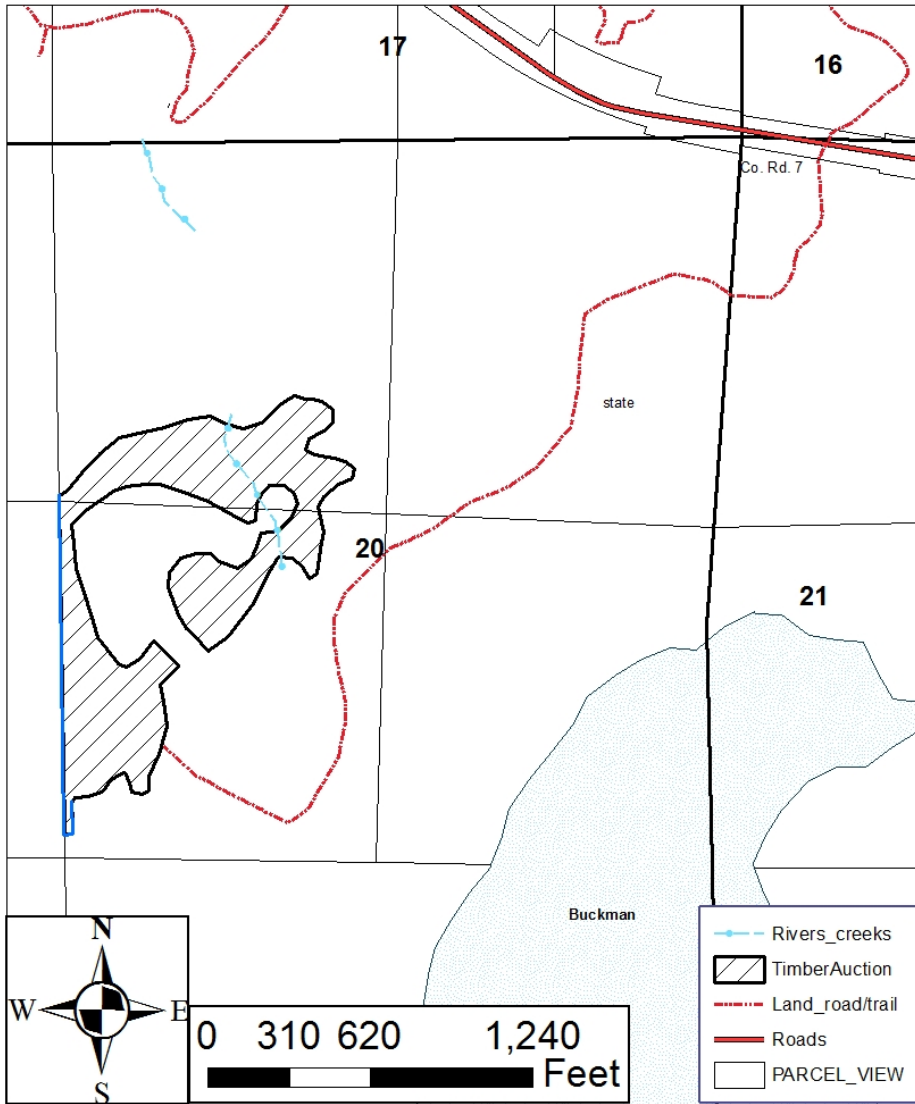 17
16
Co. Rd. 7
state
20
21
Buckman
N
W E
S
0 310 620 1,240
Feet
Rivers_creeks
TimberAuction
Land_road/trail
Roads
PARCEL_VIEW